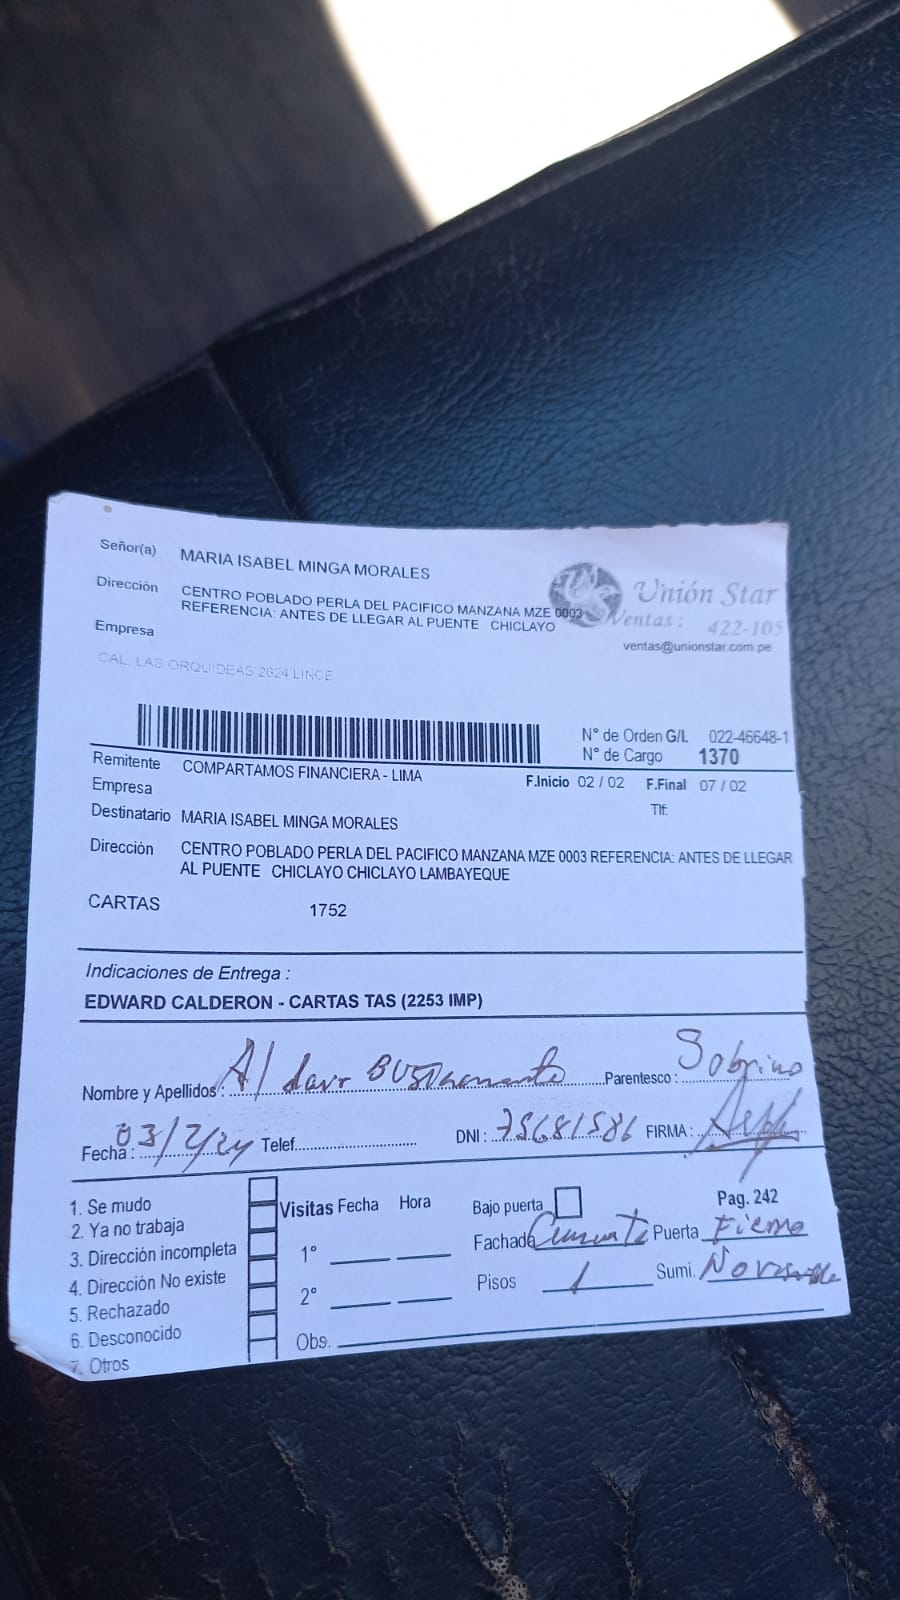 Señor(a) MARIA ISABEL MINGA MORALES
Dirección CENTRO POBLADO PERLA DEL PACIFICO MANZANA MZE 0003
REFERENCIA: ANTES DE LLEGAR AL PUENTE CHICLAYO
Empresa
CAL. LAS ORQUIDEAS 2624 LINCE
Unión Star
Ventas: 422-105
ventas@unionstar.com.pe
N° de Orden G/I. 022-46648-1
N° de Cargo 1370
Remitente COMPARTAMOS FINANCIERA - LIMA
F.Inicio 02 / 02 F.Final 07 / 02
Empresa
Tlf:
Destinatario MARIA ISABEL MINGA MORALES
Dirección CENTRO POBLADO PERLA DEL PACIFICO MANZANA MZE 0003 REFERENCIA: ANTES DE LLEGAR
AL PUENTE CHICLAYO CHICLAYO LAMBAYEQUE
CARTAS 1752
Indicaciones de Entrega :
EDWARD CALDERON - CARTAS TAS (2253 IMP)
Nombre y Apellidos : Parentesco : Sobrino
Fecha : 03/2/24 Telef. DNI : 75681586 FIRMA :
1. Se mudo
2. Ya no trabaja
3. Dirección incompleta
4. Dirección No existe
5. Rechazado
6. Desconocido
7. Otros
Visitas Fecha Hora
1°
2°
Obs.
Bajo puerta Pag. 242
Fachada Puerta Fierro
Pisos 1 Sumi.